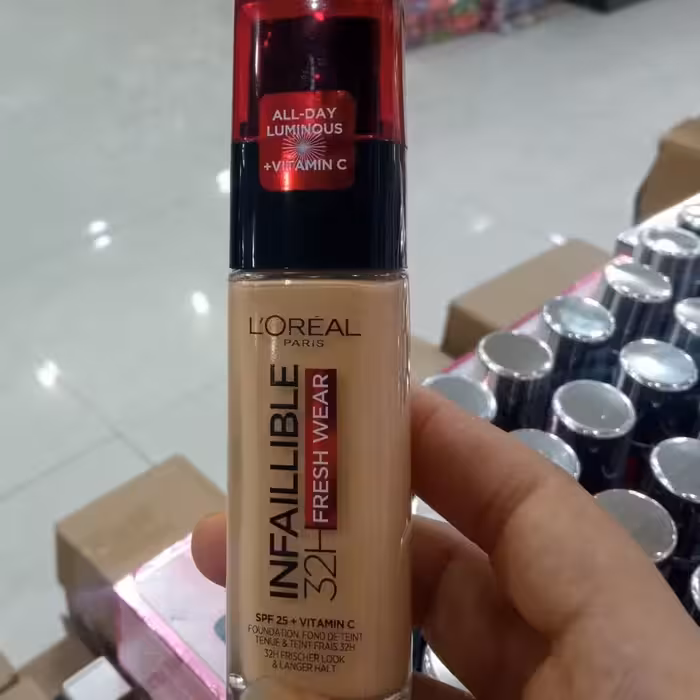 ALL-DAY
LUMINOUS
+VITAMIN C
L'ORÉAL
PARIS
INFAILLIBLE
32H FRESH WEAR
SPF 25 + VITAMIN C
FOUNDATION, FOND DE TEINT
TENUE & TEINT FRAIS 32H
32H FRISCHER LOOK
& LANGER HALT